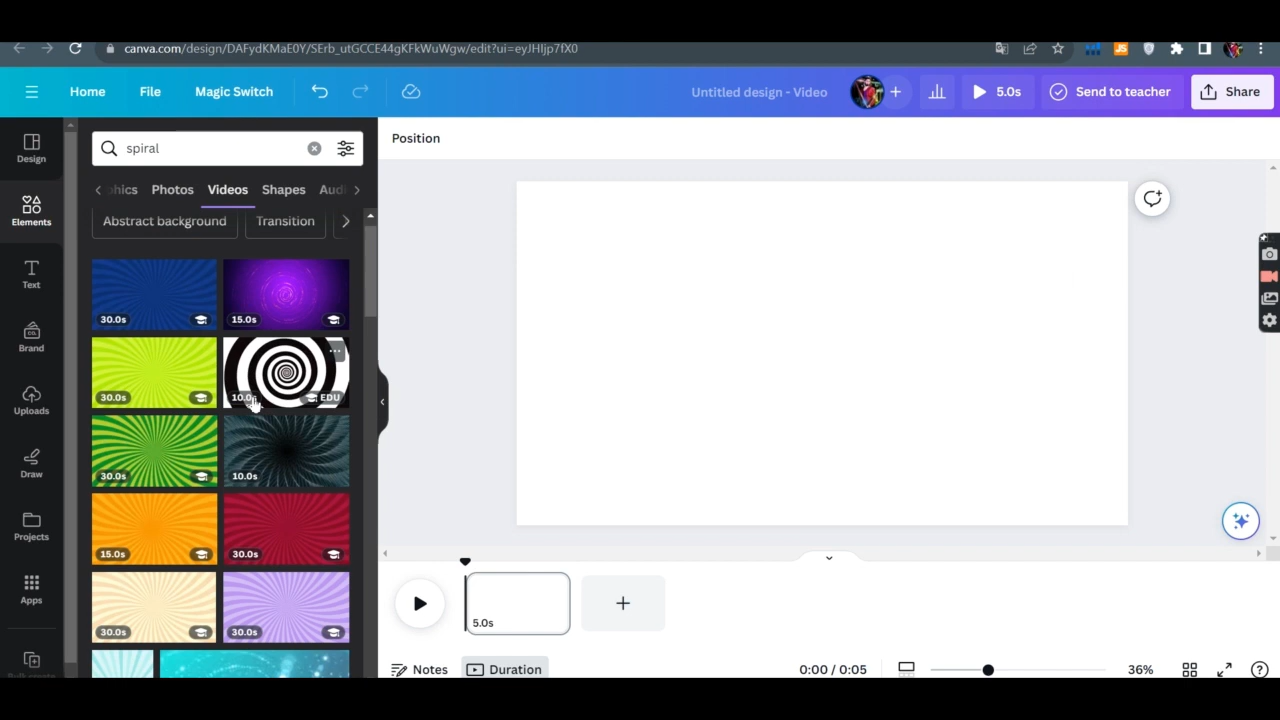 canva.com/design/DAFydKMaE0Y/SErb_utGCCE44gKFkWuWgw/edit?ui=eyJHIjp7fX0
JS
Home
File
Magic Switch
Untitled design - Video
5.0s
Send to teacher
Share
Design
Elements
Text
Brand
Uploads
Draw
Projects
Apps
spiral
Photos
Videos
Shapes
Abstract background
Transition
30.0s
15.0s
30.0s
10.0s
EDU
30.0s
10.0s
15.0s
30.0s
30.0s
30.0s
Position
5.0s
Notes
Duration
0:00 / 0:05
36%